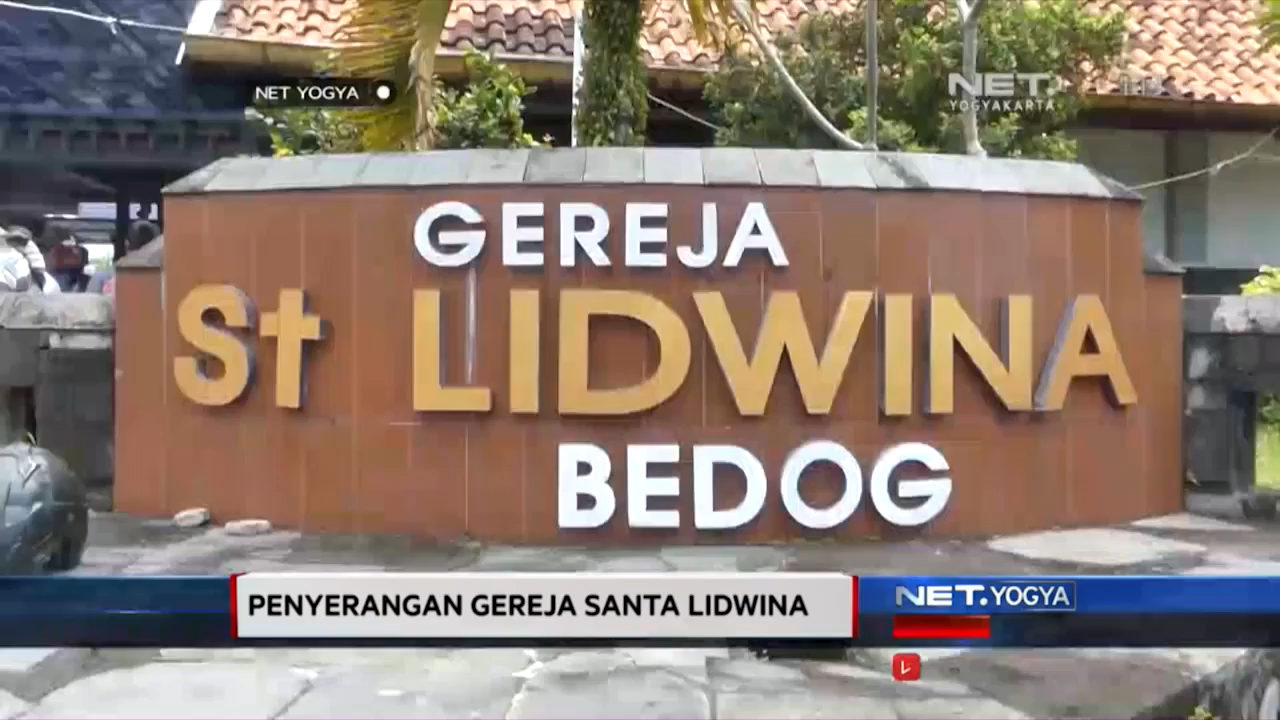 NET YOGYA
NET.
YOGYAKARTA
GEREJA
St LIDWINA
BEDOG
PENYERANGAN GEREJA SANTA LIDWINA
NET. YOGYA